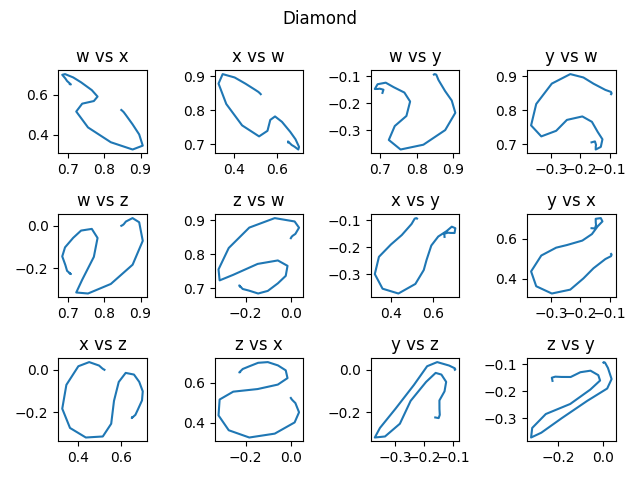 Diamond
w vs x
x vs w
w vs y
y vs w
0.6
0.4
0.7 0.8 0.9
0.9
0.8
0.7
0.4 0.6
−0.1
−0.2
−0.3
0.7 0.8 0.9
0.9
0.8
0.7
−0.3 −0.2 −0.1
w vs z
z vs w
x vs y
y vs x
0.0
−0.2
0.7 0.8 0.9
0.9
0.8
0.7
−0.2 0.0
−0.1
−0.2
−0.3
0.4 0.6
0.6
0.4
−0.3 −0.2 −0.1
x vs z
z vs x
y vs z
z vs y
0.0
−0.2
0.4 0.6
0.6
0.4
−0.2 0.0
0.0
−0.2
−0.3 −0.2 −0.1
−0.1
−0.2
−0.3
−0.2 0.0